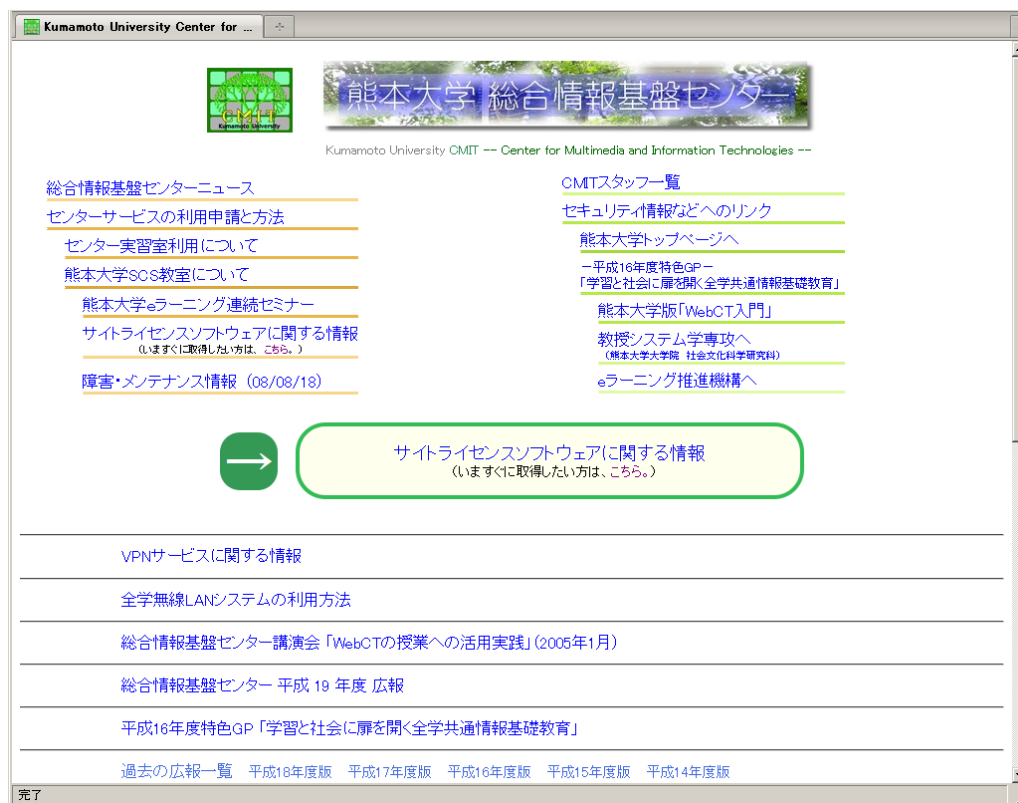 Kumamoto University Center for ...
CMIT
Kumamoto University
熊本大学 総合情報基盤センター
Kumamoto University CMIT -- Center for Multimedia and Information Technologies --
総合情報基盤センターニュース
センターサービスの利用申請と方法
センター実習室利用について
熊本大学SCS教室について
熊本大学eラーニング連続セミナー
サイトライセンスソフトウェアに関する情報
(いますぐに取得したい方は、こちら。)
障害・メンテナンス情報 (08/08/18)
CMITスタッフ一覧
セキュリティ情報などへのリンク
熊本大学トップページへ
－平成16年度特色GP－
「学習と社会に扉を開く全学共通情報基礎教育」
熊本大学版「WebCT入門」
教授システム学専攻へ
(熊本大学大学院 社会文化科学研究科)
eラーニング推進機構へ
サイトライセンスソフトウェアに関する情報
(いますぐに取得したい方は、こちら。)
VPNサービスに関する情報
全学無線LANシステムの利用方法
総合情報基盤センター講演会「WebCTの授業への活用実践」(2005年1月)
総合情報基盤センター 平成 19 年度 広報
平成16年度特色GP「学習と社会に扉を開く全学共通情報基礎教育」
過去の広報一覧 平成18年度版 平成17年度版 平成16年度版 平成15年度版 平成14年度版
完了